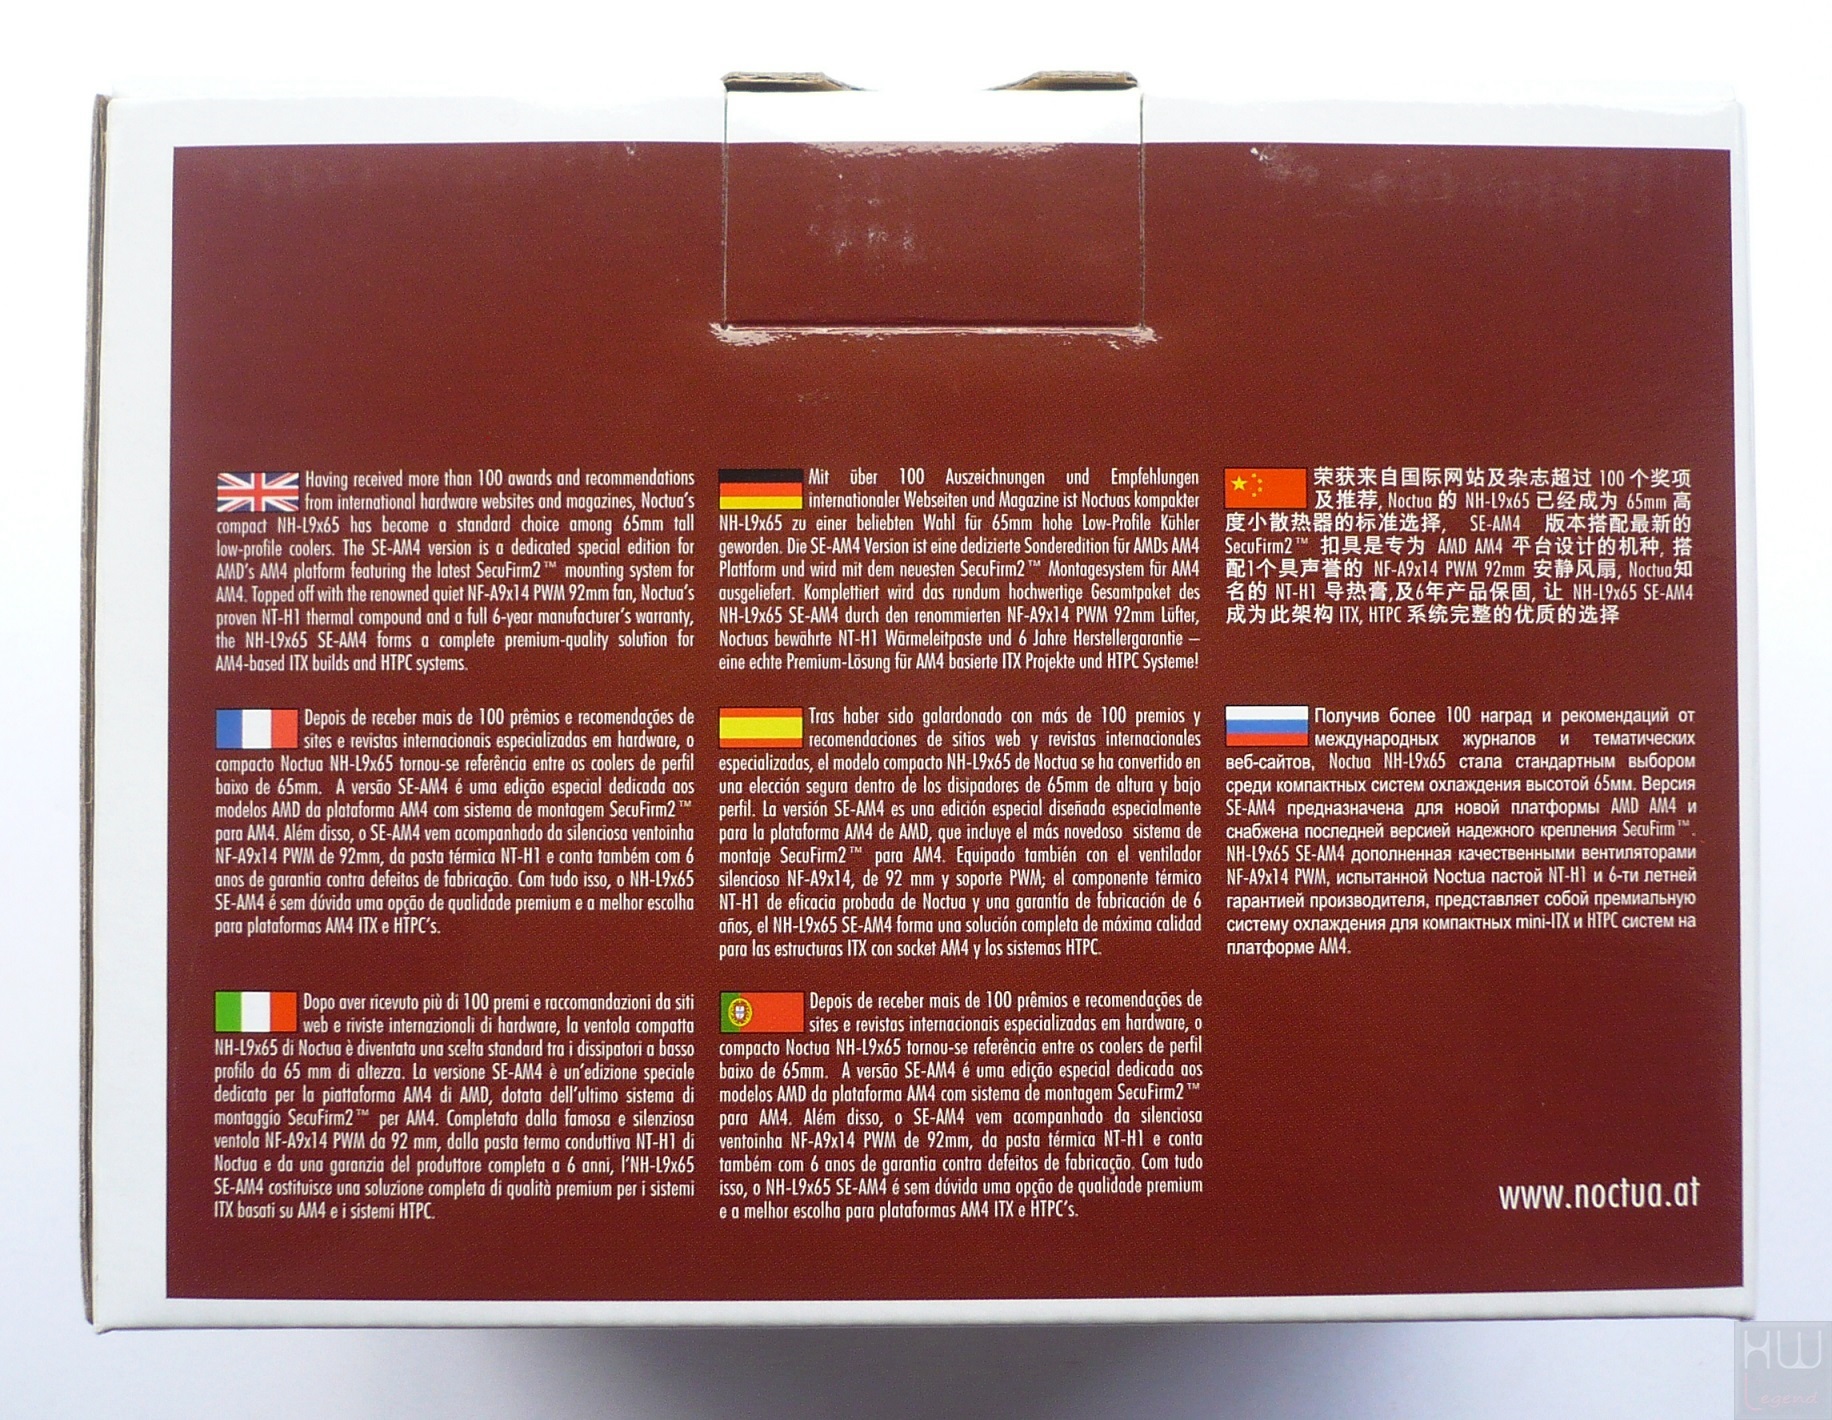 Having received more than 100 awards and recommendations
from international hardware websites and magazines, Noctua's
compact NH-L9x65 has become a standard choice among 65mm tall
low-profile coolers. The SE-AM4 version is a dedicated special edition for
AMD's AM4 platform featuring the latest SecuFirm2™ mounting system for
AM4. Topped off with the renowned quiet NF-A9x14 PWM 92mm fan, Noctua's
proven NT-H1 thermal compound and a full 6-year manufacturer's warranty,
the NH-L9x65 SE-AM4 forms a complete premium-quality solution for
AM4-based ITX builds and HTPC systems.
Mit über 100 Auszeichnungen und Empfehlungen
internationaler Webseiten und Magazine ist Noctuas kompakter
NH-L9x65 zu einer beliebten Wahl für 65mm hohe Low-Profile Kühler
geworden. Die SE-AM4 Version ist eine dedizierte Sonderedition für AMDs AM4
Plattform und wird mit dem neuesten SecuFirm2™ Montagesystem für AM4
ausgeliefert. Komplettiert wird das rundum hochwertige Gesamtpaket des
NH-L9x65 SE-AM4 durch den renommierten NF-A9x14 PWM 92mm Lüfter,
Noctuas bewährte NT-H1 Wärmeleitpaste und 6 Jahre Herstellergarantie –
eine echte Premium-Lösung für AM4 basierte ITX Projekte und HTPC Systeme!
荣获来自国际网站及杂志超过 100 个奖项
及推荐, Noctua 的 NH-L9x65 已经成为 65mm 高
度小散热器的标准选择, SE-AM4 版本搭配最新的
SecuFirm2™ 扣具是专为 AMD AM4 平台设计的机种, 搭
配1个具声誉的 NF-A9x14 PWM 92mm 安静风扇, Noctua知
名的 NT-H1 导热膏,及6年产品保固, 让 NH-L9x65 SE-AM4
成为此架构 ITX, HTPC 系统完整的优质的选择
Depois de receber mais de 100 prêmios e recomendações de
sites e revistas internacionais especializadas em hardware, o
compacto Noctua NH-L9x65 tornou-se referência entre os coolers de perfil
baixo de 65mm. A versão SE-AM4 é uma edição especial dedicada aos
modelos AMD da plataforma AM4 com sistema de montagem SecuFirm2™
para AM4. Além disso, o SE-AM4 vem acompanhado da silenciosa ventoinha
NF-A9x14 PWM de 92mm, da pasta térmica NT-H1 e conta também com 6
anos de garantia contra defeitos de fabricação. Com tudo isso, o NH-L9x65
SE-AM4 é sem dúvida uma opção de qualidade premium e a melhor escolha
para plataformas AM4 ITX e HTPC's.
Tras haber sido galardonado con más de 100 premios y
recomendaciones de sitios web y revistas internacionales
especializadas, el modelo compacto NH-L9x65 de Noctua se ha convertido en
una elección segura dentro de los disipadores de 65mm de altura y bajo
perfil. La versión SE-AM4 es una edición especial diseñada especialmente
para la plataforma AM4 de AMD, que incluye el más novedoso sistema de
montaje SecuFirm2™ para AM4. Equipado también con el ventilador
silencioso NF-A9x14, de 92 mm y soporte PWM; el componente térmico
NT-H1 de eficacia probada de Noctua y una garantía de fabricación de 6
años, el NH-L9x65 SE-AM4 forma una solución completa de máxima calidad
para las estructuras ITX con socket AM4 y los sistemas HTPC.
Получив более 100 наград и рекомендаций от
международных журналов и тематических
веб-сайтов, Noctua NH-L9x65 стала стандартным выбором
среди компактных систем охлаждения высотой 65мм. Версия
SE-AM4 предназначена для новой платформы AMD AM4 и
снабжена последней версией надежного крепления SecuFirm™.
NH-L9x65 SE-AM4 дополненная качественными вентиляторами
NF-A9x14 PWM, испытанной Noctua пастой NT-H1 и 6-ти летней
гарантией производителя, представляет собой премиальную
систему охлаждения для компактных mini-ITX и HTPC систем на
платформе AM4.
Dopo aver ricevuto più di 100 premi e raccomandazioni da siti
web e riviste internazionali di hardware, la ventola compatta
NH-L9x65 di Noctua è diventata una scelta standard tra i dissipatori a basso
profilo da 65 mm di altezza. La versione SE-AM4 è un'edizione speciale
dedicata per la piattaforma AM4 di AMD, dotata dell'ultimo sistema di
montaggio SecuFirm2™ per AM4. Completata dalla famosa e silenziosa
ventola NF-A9x14 PWM da 92 mm, dalla pasta termo conduttiva NT-H1 di
Noctua e da una garanzia del produttore completa a 6 anni, l'NH-L9x65
SE-AM4 costituisce una soluzione completa di qualità premium per i sistemi
ITX basati su AM4 e i sistemi HTPC.
Depois de receber mais de 100 prêmios e recomendações de
sites e revistas internacionais especializadas em hardware, o
compacto Noctua NH-L9x65 tornou-se referência entre os coolers de perfil
baixo de 65mm. A versão SE-AM4 é uma edição especial dedicada aos
modelos AMD da plataforma AM4 com sistema de montagem SecuFirm2™
para AM4. Além disso, o SE-AM4 vem acompanhado da silenciosa
ventoinha NF-A9x14 PWM de 92mm, da pasta térmica NT-H1 e conta
também com 6 anos de garantia contra defeitos de fabricação. Com tudo
isso, o NH-L9x65 SE-AM4 é sem dúvida uma opção de qualidade premium
e a melhor escolha para plataformas AM4 ITX e HTPC's.
www.noctua.at
HW
Legend